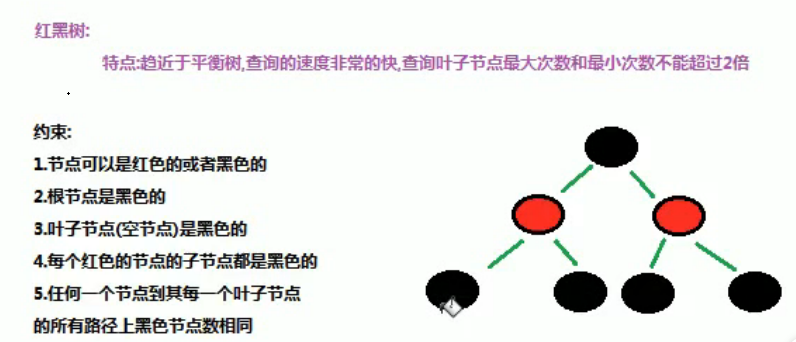 红黑树:
特点:趋近于平衡树,查询的速度非常的快,查询叶子节点最大次数和最小次数不能超过2倍
约束:
1.节点可以是红色的或者黑色的
2.根节点是黑色的
3.叶子节点(空节点)是黑色的
4.每个红色的节点的子节点都是黑色的
5.任何一个节点到其每一个叶子节点
的所有路径上黑色节点数相同